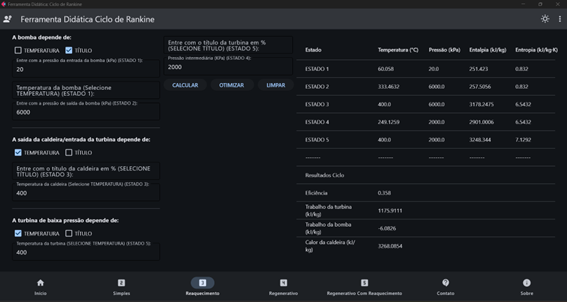 Ferramenta Didática Ciclo de Rankine
Ferramenta Didática Ciclo de Rankine
A bomba depende de:
TEMPERATURA TÍTULO
Entre com a pressão da entrada da bomba (kPa) (ESTADO 1):
20
Temperatura da bomba (Selecione
TEMPERATURA) (ESTADO 1):
Entre com a pressão de saída da bomba (kPa) (ESTADO 2):
6000
A saída da caldeira/entrada da turbina depende de:
TEMPERATURA TÍTULO
Entre com o título da caldeira em % (SELECIONE
TÍTULO) (ESTADO 3):
Temperatura da caldeira (Selecione TEMPERATURA) (ESTADO 3):
400
A turbina de baixa pressão depende de:
TEMPERATURA TÍTULO
Temperatura da turbina (SELECIONE TEMPERATURA) (ESTADO 5):
400
Entre com o título da turbina em %
(SELECIONE TÍTULO) (ESTADO 5):
Pressão intermediária (kPa) (ESTADO 4):
2000
CALCULAR OTIMIZAR LIMPAR
Estado Temperatura (°C) Pressão (kPa) Entalpia (kJ/kg) Entropia (kJ/kg·K)
ESTADO 1 60.058 20.0 251.423 0.832
ESTADO 2 333.4632 6000.0 257.5056 0.832
ESTADO 3 400.0 6000.0 3178.2475 6.5432
ESTADO 4 249.1259 2000.0 2901.0006 6.5432
ESTADO 5 400.0 2000.0 3248.344 7.1292
-------- -------- -------- -------- --------
Resultados Ciclo
Eficiência 0.358
Trabalho da turbina
(kJ/kg) 1175.9111
Trabalho da bomba
(kJ/kg) -6.0826
Calor da caldeira (kJ/
kg) 3268.0854
Início Simples Reaquecimento Regenerativo Regenerativo Com Reaquecimento Contato Sobre